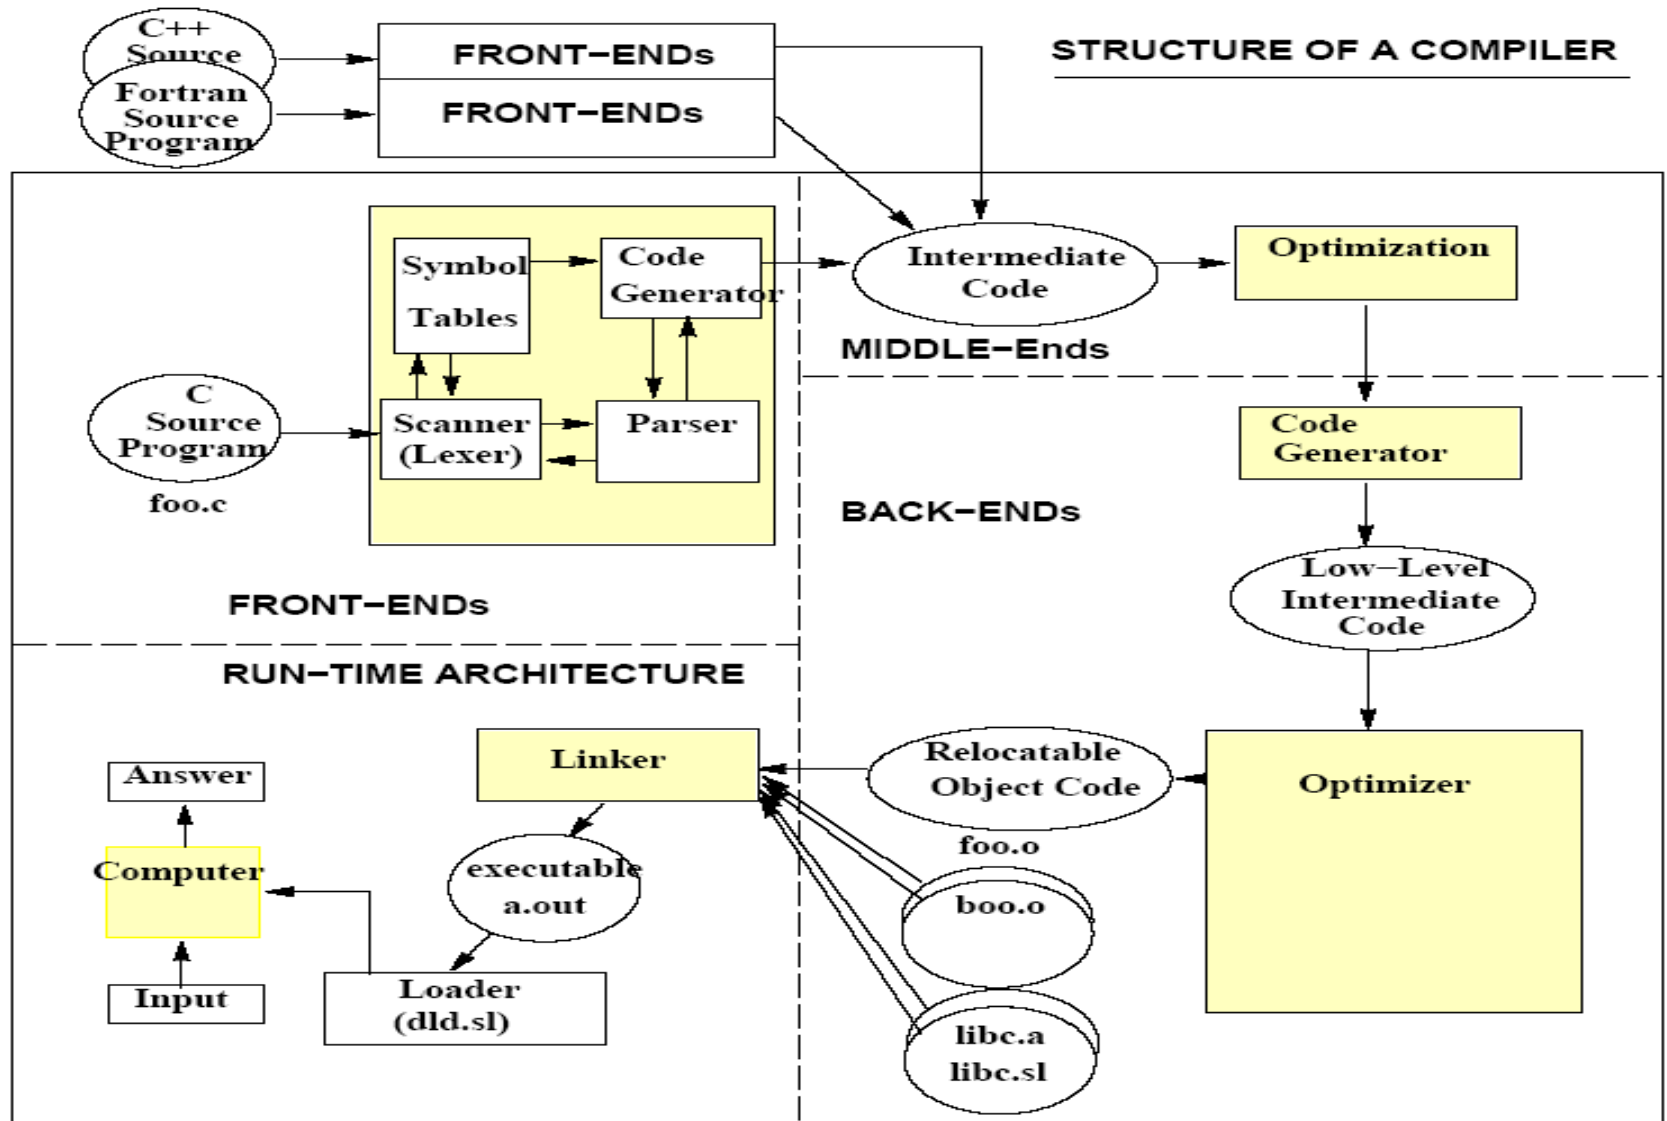 C++
Source
Fortran
Source
Program
FRONT-ENDs
FRONT-ENDs
STRUCTURE OF A COMPILER
Symbol
Tables
Code
Generator
Intermediate
Code
Optimization
MIDDLE-Ends
C
Source
Program
foo.c
Scanner
(Lexer)
Parser
Code
Generator
BACK-ENDs
Low-Level
Intermediate
Code
FRONT-ENDs
RUN-TIME ARCHITECTURE
Linker
Relocatable
Object Code
foo.o
Optimizer
Answer
Computer
Input
executable
a.out
Loader
(dld.sl)
boo.o
libc.a
libc.sl